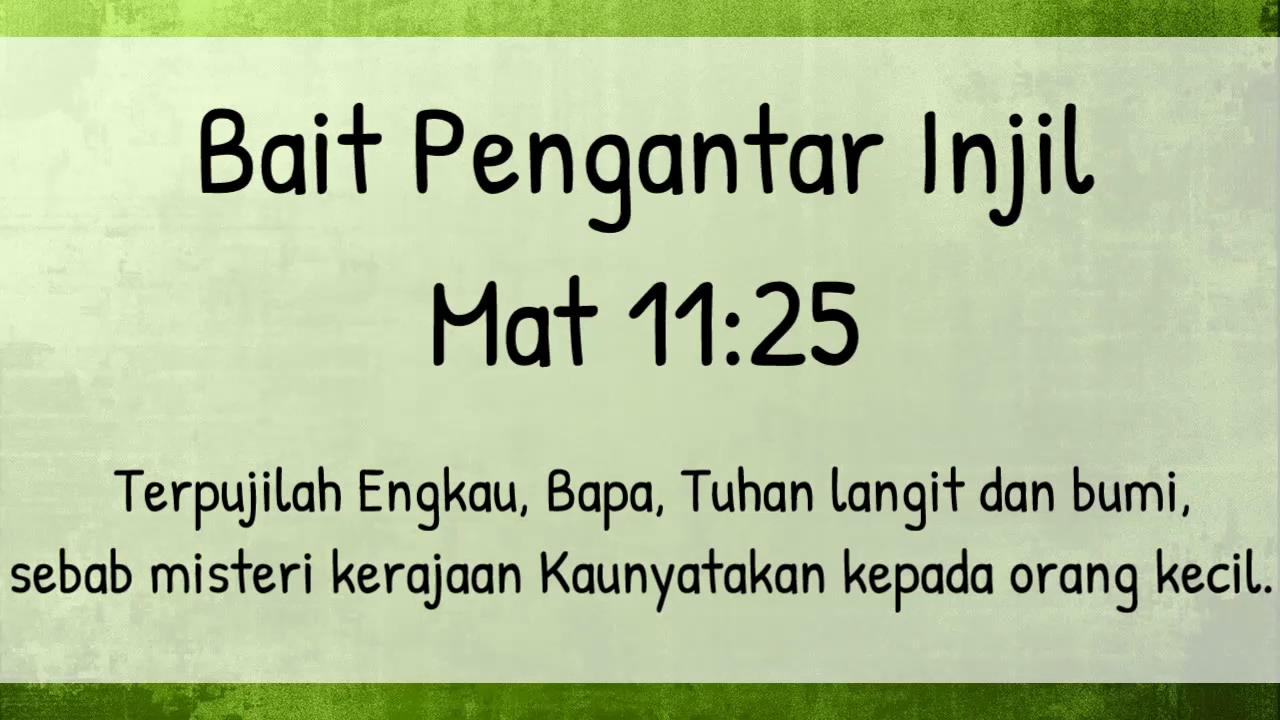 Bait Pengantar Injil
Mat 11:25
Terpujilah Engkau, Bapa, Tuhan langit dan bumi,
sebab misteri kerajaan Kaunyatakan kepada orang kecil.